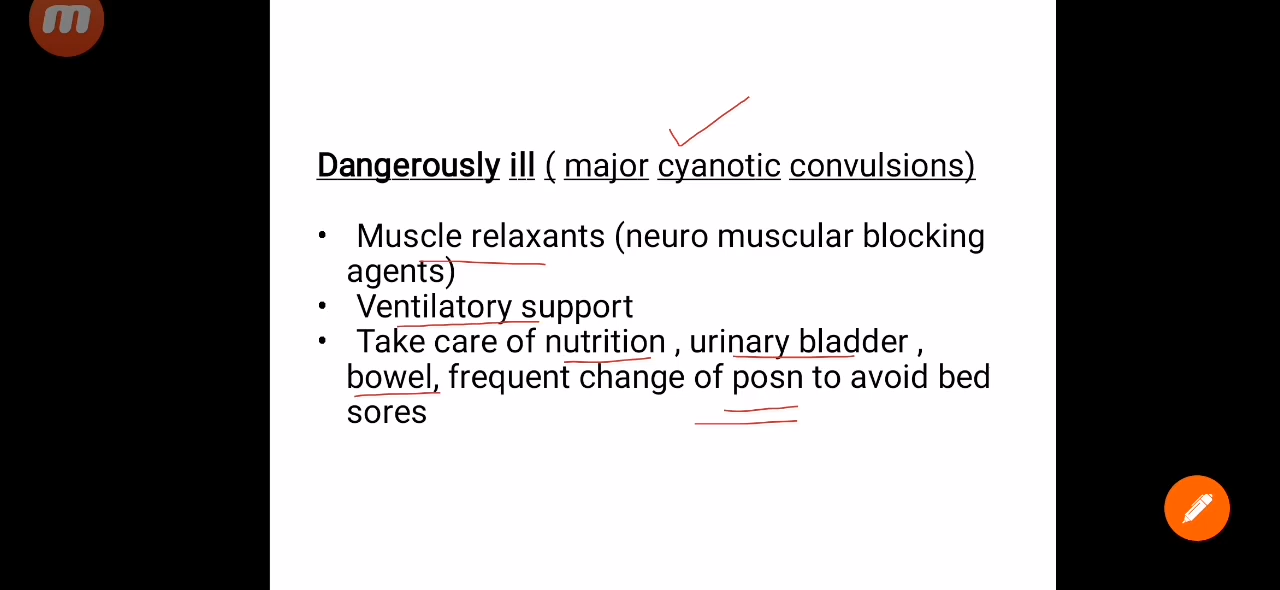 m
Dangerously ill ( major cyanotic convulsions)
• Muscle relaxants (neuro muscular blocking
agents)
• Ventilatory support
• Take care of nutrition , urinary bladder ,
bowel, frequent change of posn to avoid bed
sores